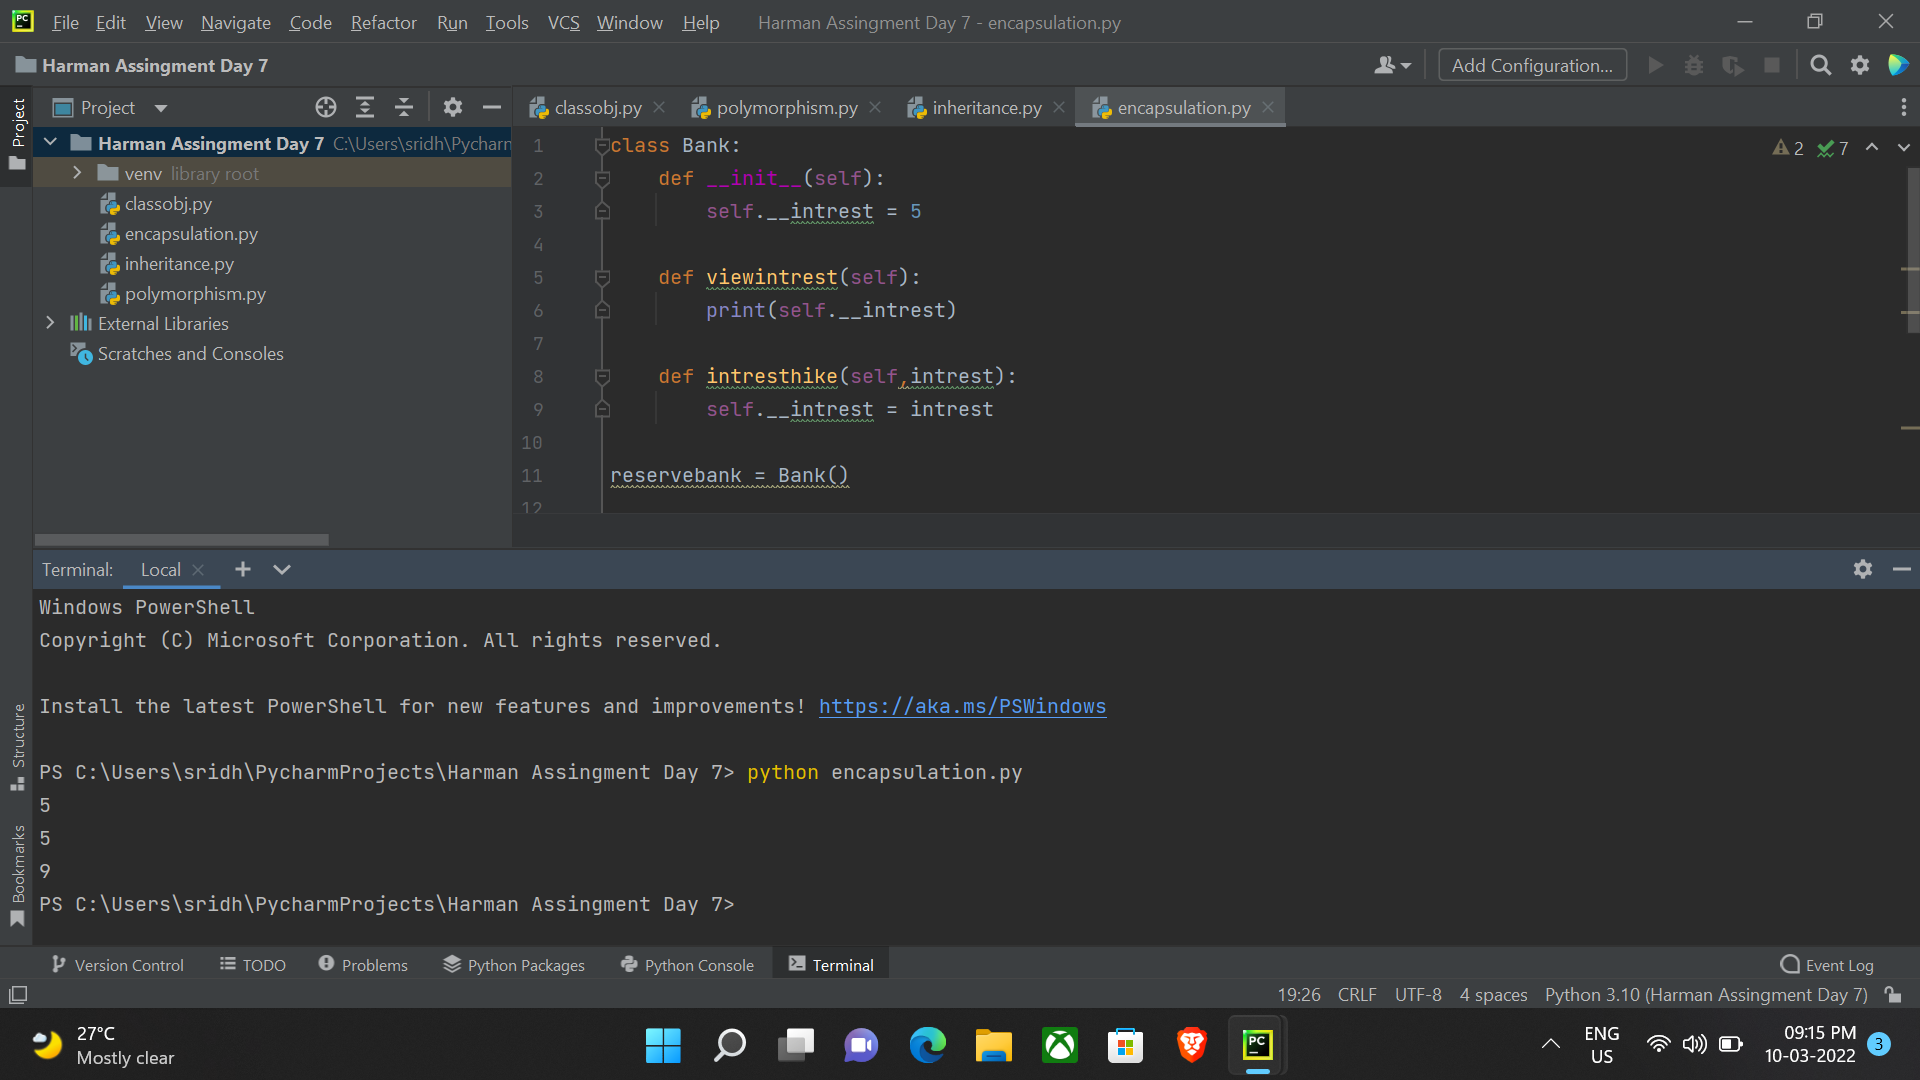 File Edit View Navigate Code Refactor Run Tools VCS Window Help Harman Assingment Day 7 - encapsulation.py
Harman Assingment Day 7
Add Configuration...
Project
Project
classobj.py
polymorphism.py
inheritance.py
encapsulation.py
Harman Assingment Day 7 C:\Users\sridh\Pycharm
venv library root
classobj.py
encapsulation.py
inheritance.py
polymorphism.py
External Libraries
Scratches and Consoles
2 7
1 class Bank:
2 def __init__(self):
3 self.__intrest = 5
4
5 def viewintrest(self):
6 print(self.__intrest)
7
8 def intresthike(self,intrest):
9 self.__intrest = intrest
10
11 reservebank = Bank()
12
Terminal: Local
Windows PowerShell
Copyright (C) Microsoft Corporation. All rights reserved.
Install the latest PowerShell for new features and improvements! https://aka.ms/PSWindows
PS C:\Users\sridh\PycharmProjects\Harman Assingment Day 7> python encapsulation.py
5
5
9
PS C:\Users\sridh\PycharmProjects\Harman Assingment Day 7>
Structure
Bookmarks
Version Control TODO Problems Python Packages Python Console Terminal Event Log
19:26 CRLF UTF-8 4 spaces Python 3.10 (Harman Assingment Day 7)
27°C
Mostly clear
PC
PC
ENG
US
09:15 PM
10-03-2022
3